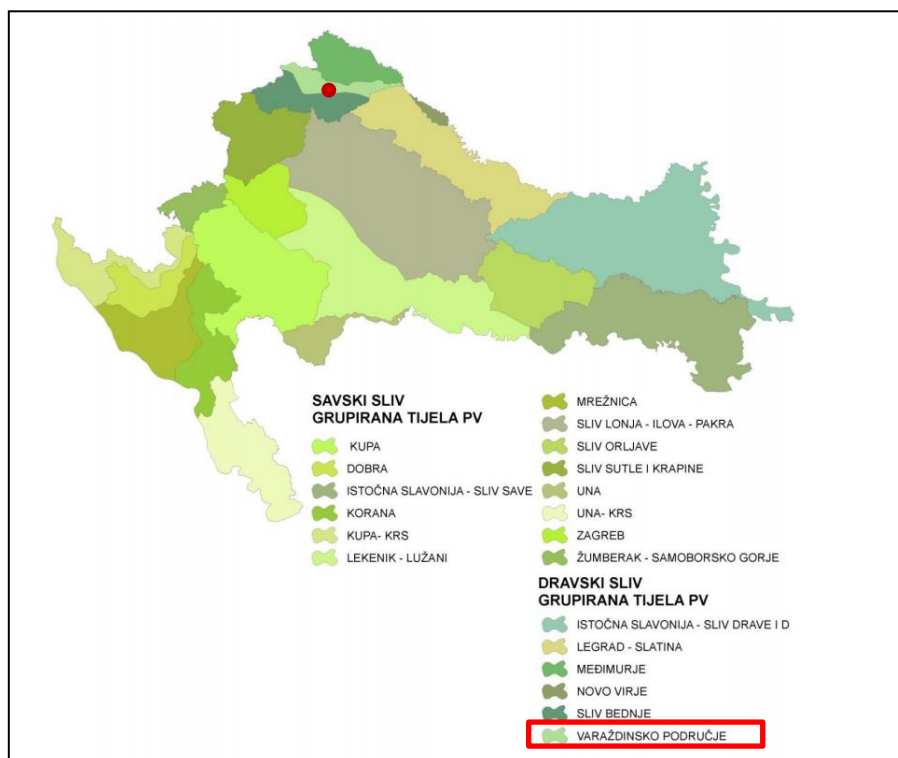 SAVSKI SLIV
GRUPIRANA TIJELA PV
KUPA
DOBRA
ISTOČNA SLAVONIJA - SLIV SAVE
KORANA
KUPA- KRS
LEKENIK - LUŽANI
MREŽNICA
SLIV LONJA - ILOVA - PAKRA
SLIV ORLJAVE
SLIV SUTLE I KRAPINE
UNA
UNA- KRS
ZAGREB
ŽUMBERAK - SAMOBORSKO GORJE
DRAVSKI SLIV
GRUPIRANA TIJELA PV
ISTOČNA SLAVONIJA - SLIV DRAVE I D
LEGRAD - SLATINA
MEĐIMURJE
NOVO VIRJE
SLIV BEDNJE
VARAŽDINSKO PODRUČJE